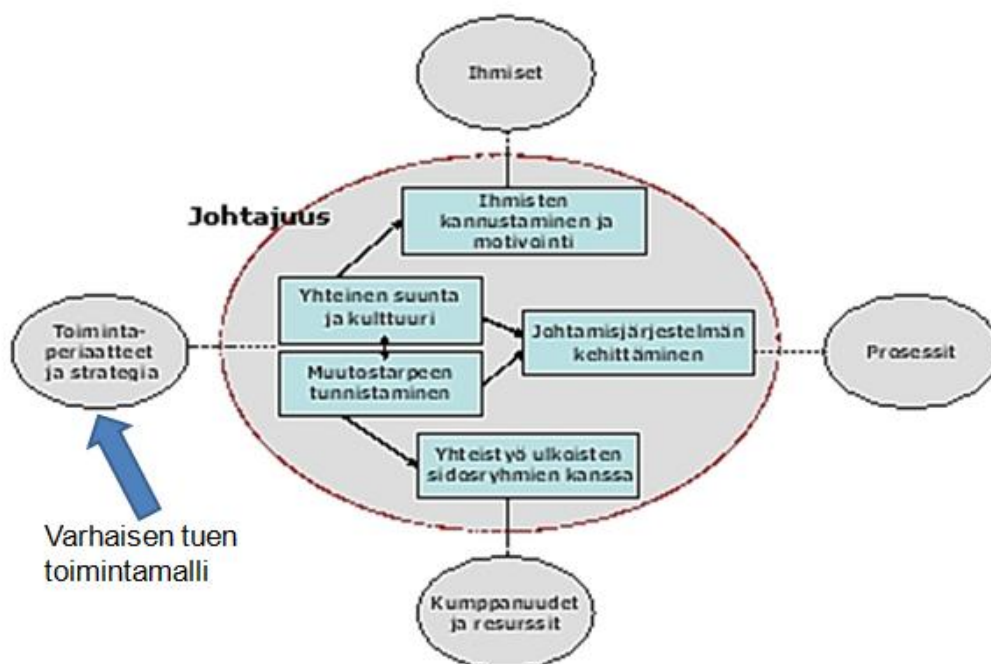 Ihmiset
Johtajuus
Ihmisten
kannustaminen ja
motivointi
Yhteinen suunta
ja kulttuuri
Toiminta-
periaatteet
ja strategia
Johtamisjärjestelmän
kehittäminen
Prosessit
Muutostarpeen
tunnistaminen
Yhteistyö ulkoisten
sidosryhmien kanssa
Varhaisen tuen
toimintamalli
Kumppanuudet
ja resurssit